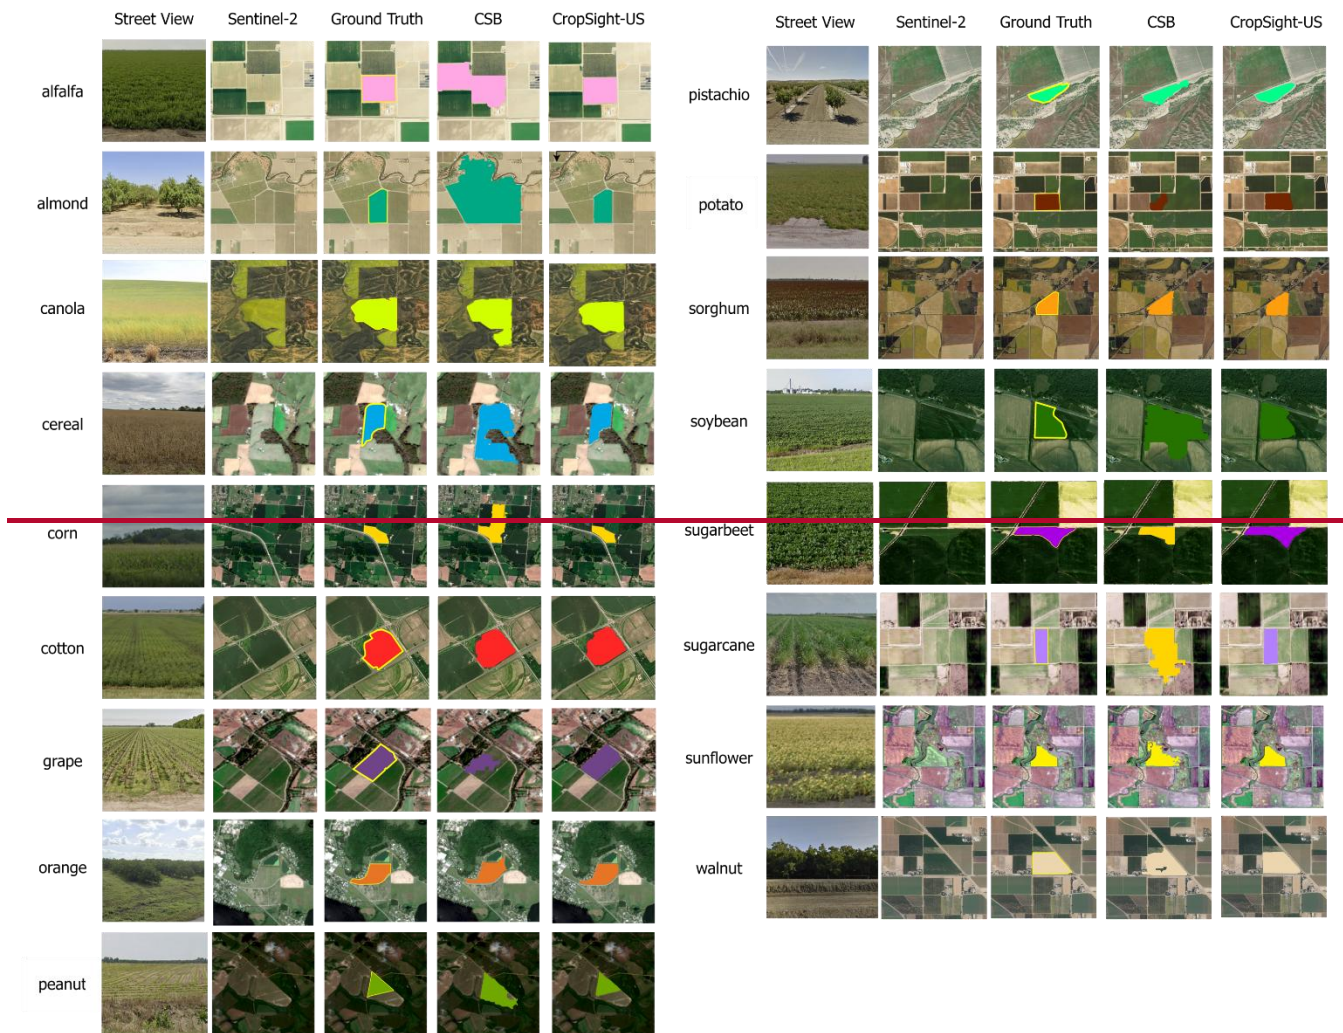 Street View Sentinel-2 Ground Truth CSB CropSight-US
alfalfa
almond
canola
cereal
corn
cotton
grape
orange
peanut
Street View Sentinel-2 Ground Truth CSB CropSight-US
pistachio
potato
sorghum
soybean
sugarbeet
sugarcane
sunflower
walnut